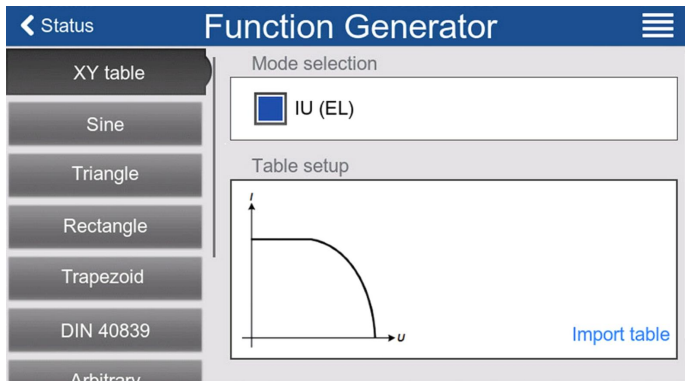 Status
Function Generator
XY table
Sine
Triangle
Rectangle
Trapezoid
DIN 40839
Arbitrary
Mode selection
IU (EL)
Table setup
I
U
Import table